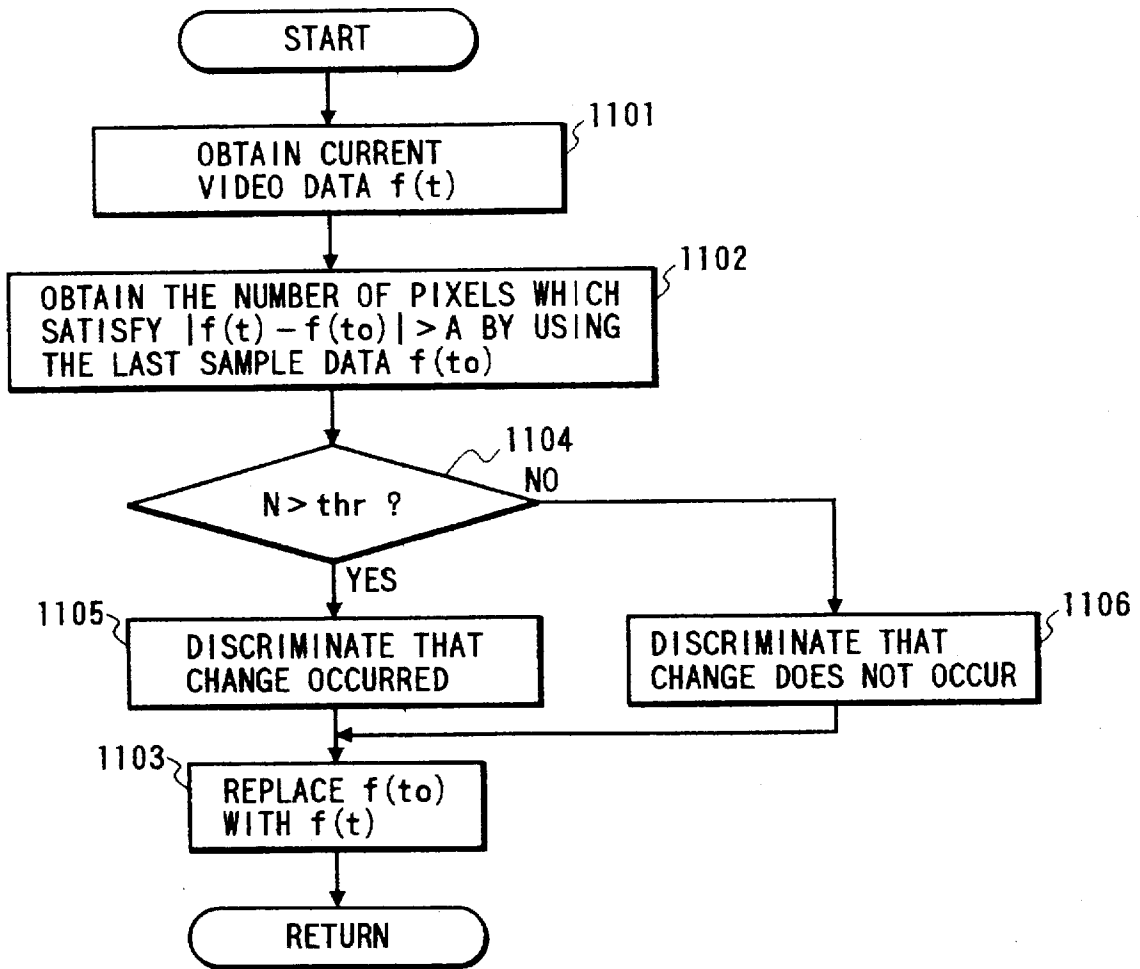 START
1101
OBTAIN CURRENT
VIDEO DATA f(t)
1102
OBTAIN THE NUMBER OF PIXELS WHICH
SATISFY |f(t)-f(to)|>A BY USING
THE LAST SAMPLE DATA f(to)
1104
N>thr ?
NO
YES
1105
DISCRIMINATE THAT
CHANGE OCCURRED
1106
DISCRIMINATE THAT
CHANGE DOES NOT OCCUR
1103
REPLACE f(to)
WITH f(t)
RETURN